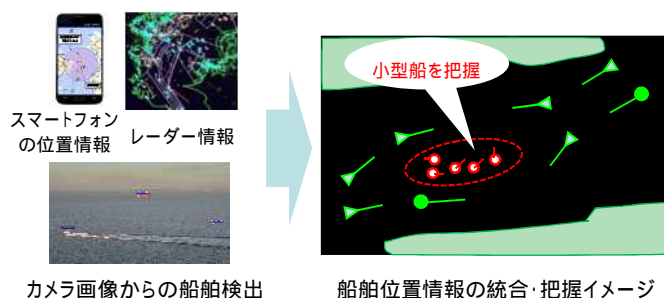 小型船を把握
スマートフォン
の位置情報
レーダー情報
カメラ画像からの船舶検出
船舶位置情報の統合・把握イメージ